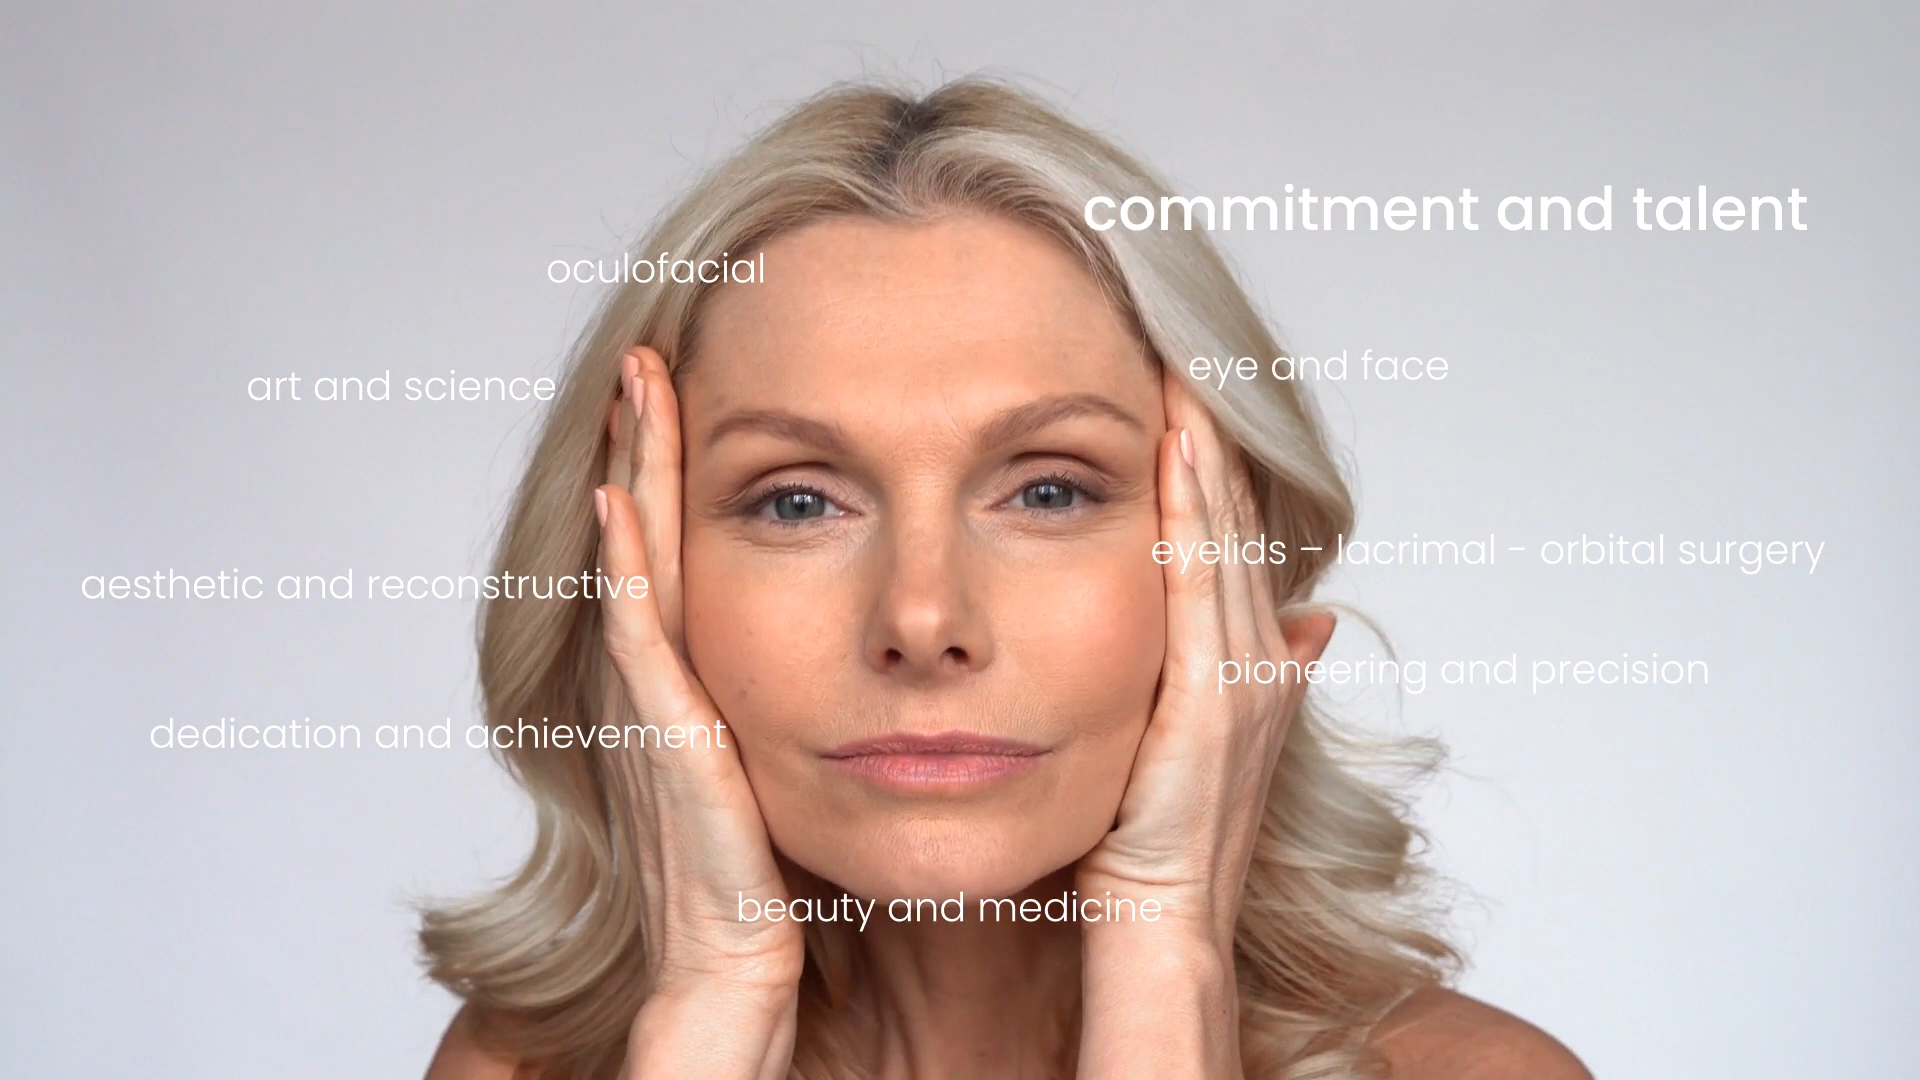 commitment and talent
oculofacial
eye and face
art and science
eyelids – lacrimal - orbital surgery
aesthetic and reconstructive
pioneering and precision
dedication and achievement
beauty and medicine